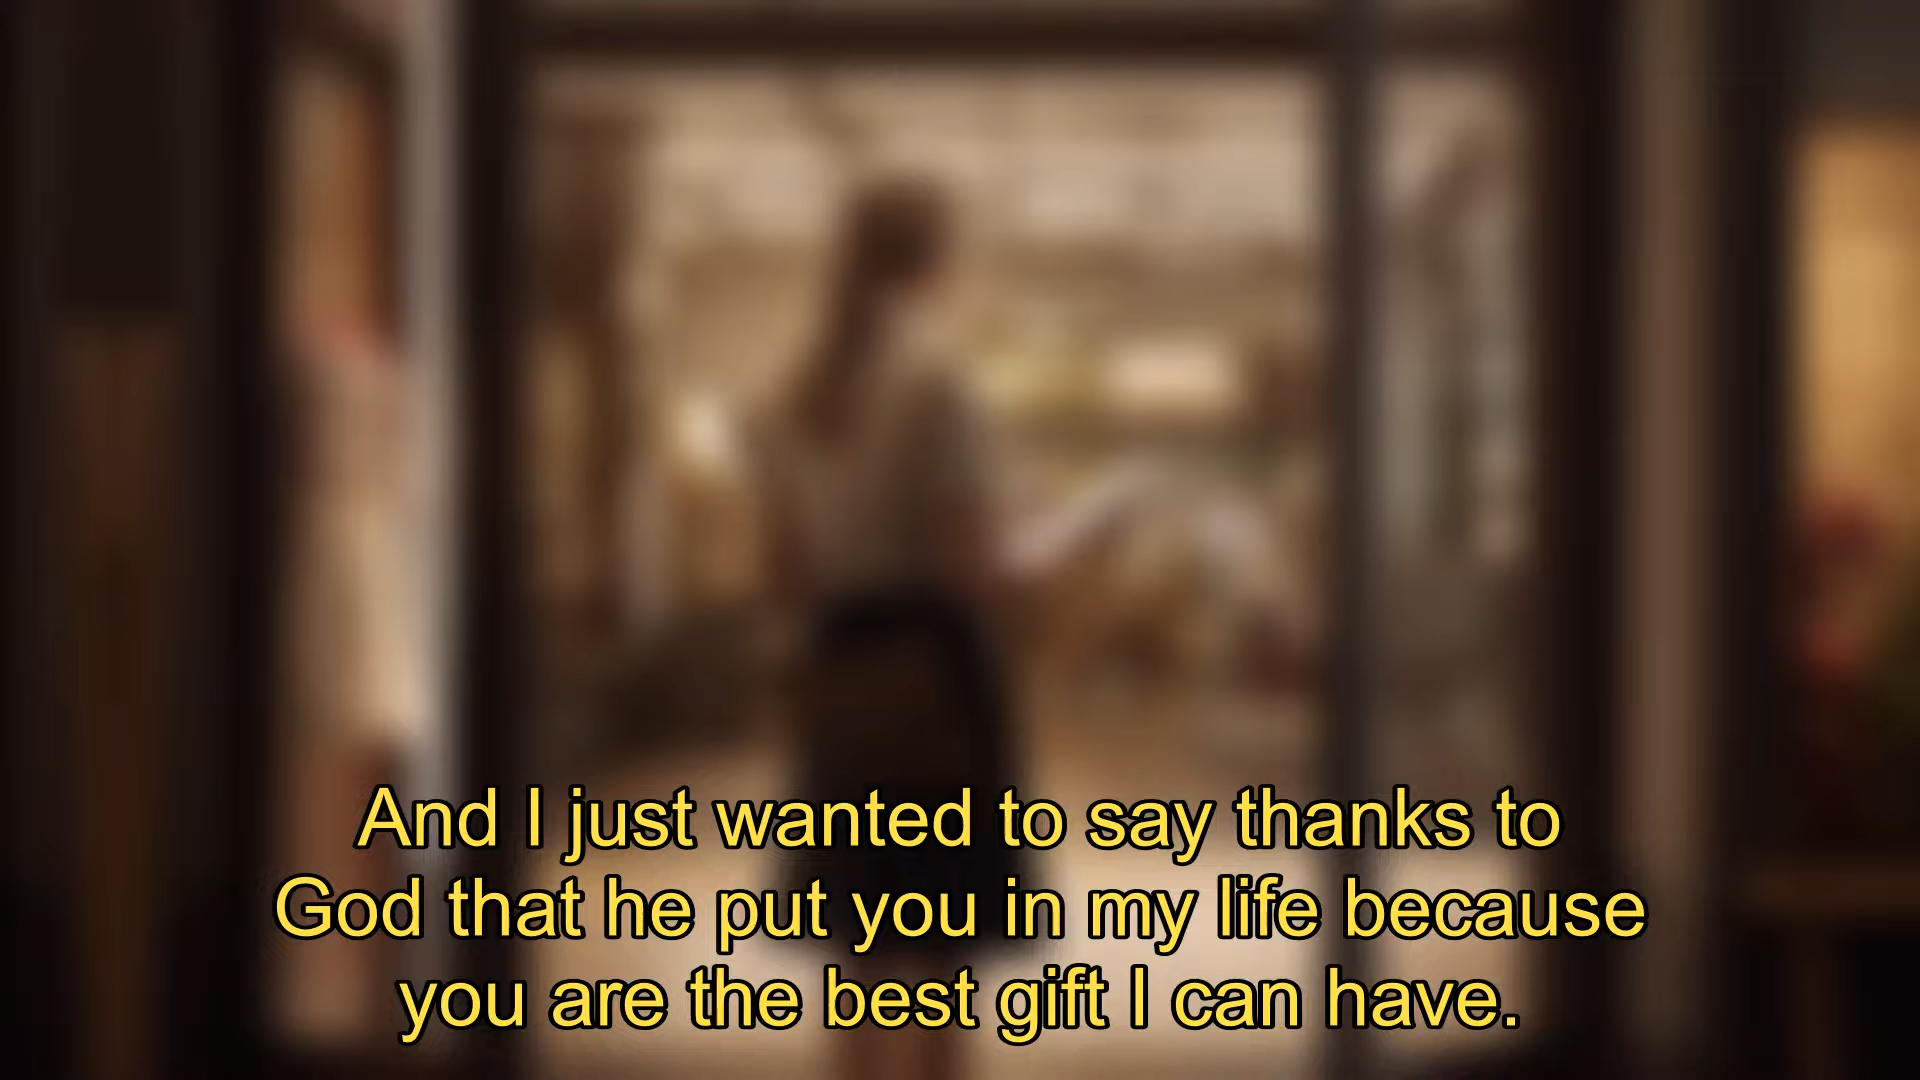 And I just wanted to say thanks to
God that he put you in my life because
you are the best gift I can have.